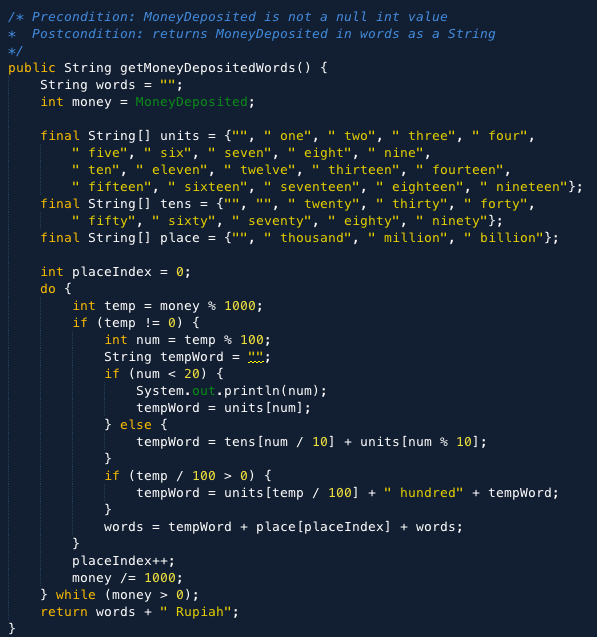 /* Precondition: MoneyDeposited is not a null int value
*  Postcondition: returns MoneyDeposited in words as a String
*/
public String getMoneyDepositedWords() {
    String words = "";
    int money = MoneyDeposited;

    final String[] units = {"", " one", " two", " three", " four",
        " five", " six", " seven", " eight", " nine",
        " ten", " eleven", " twelve", " thirteen", " fourteen",
        " fifteen", " sixteen", " seventeen", " eighteen", " nineteen"};
    final String[] tens = {"", "", " twenty", " thirty", " forty",
        " fifty", " sixty", " seventy", " eighty", " ninety"};
    final String[] place = {"", " thousand", " million", " billion"};

    int placeIndex = 0;
    do {
        int temp = money % 1000;
        if (temp != 0) {
            int num = temp % 100;
            String tempWord = "";
            if (num < 20) {
                System.out.println(num);
                tempWord = units[num];
            } else {
                tempWord = tens[num / 10] + units[num % 10];
            }
            if (temp / 100 > 0) {
                tempWord = units[temp / 100] + " hundred" + tempWord;
            }
            words = tempWord + place[placeIndex] + words;
        }
        placeIndex++;
        money /= 1000;
    } while (money > 0);
    return words + " Rupiah";
}